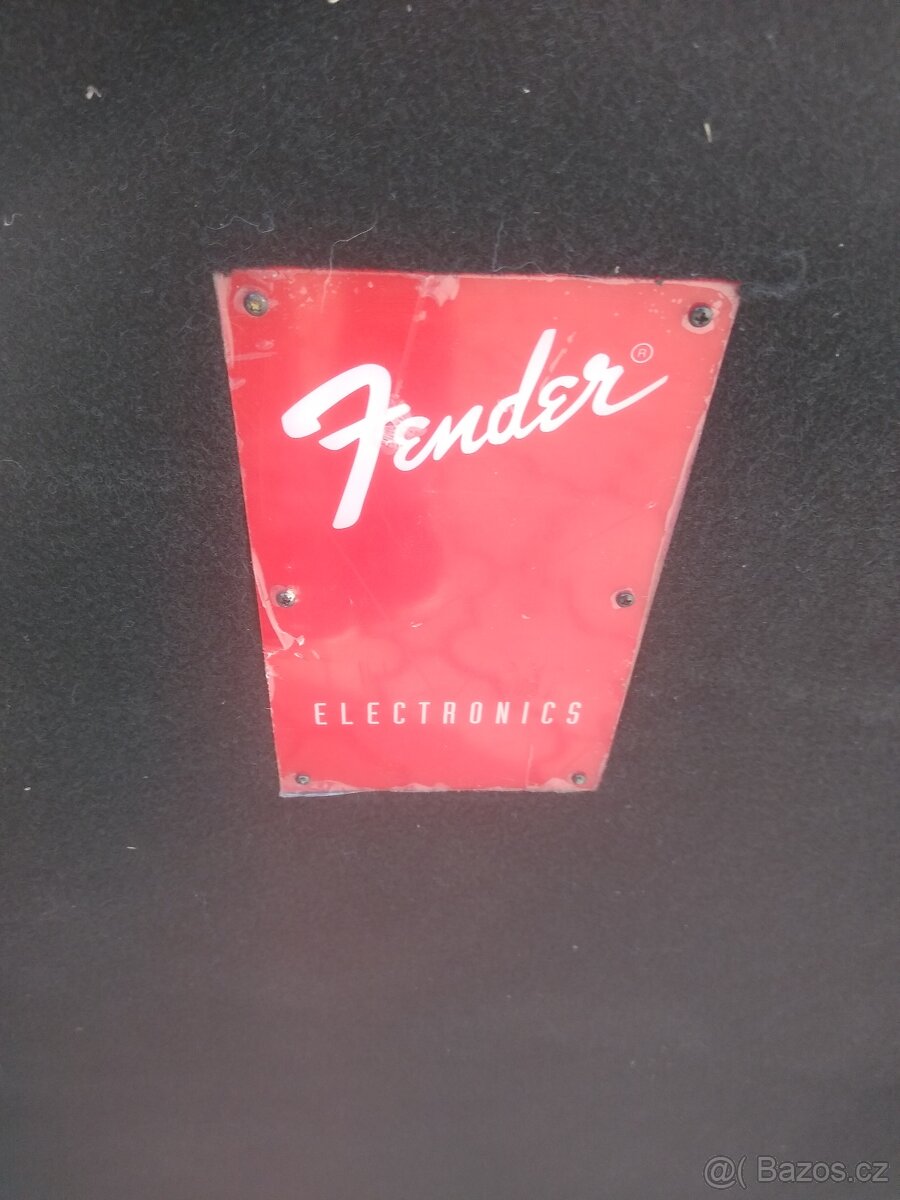 Fender®
ELECTRONICS
@( Bazos.cz